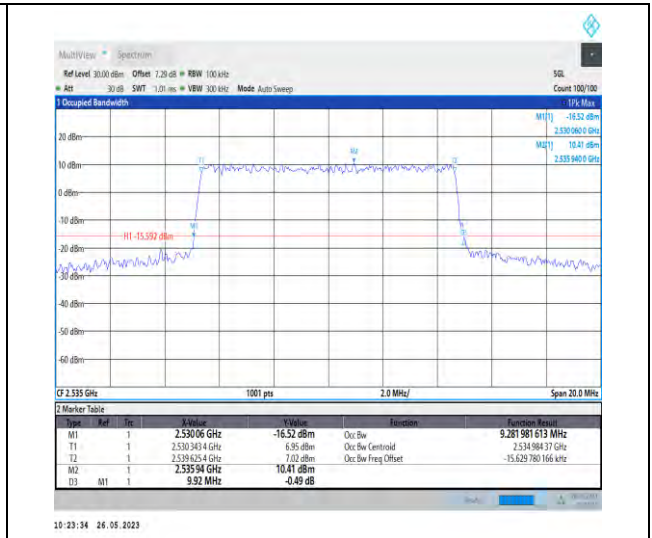 MultiView Spectrum
Ref Level 30.00 dBm Offset 7.29 dB RBW 100 kHz SGL
Att 30 dB SWT 1.01 ms VBW 300 kHz Mode Auto Sweep Count 100/100
1 Occupied Bandwidth 1Pk Max
M1[1] -16.52 dBm
2.530 060 0 GHz
20 dBm
M2[1] 10.41 dBm
2.535 940 0 GHz
M2
T1 T2
10 dBm
0 dBm
-10 dBm
M1
H1 -15.592 dBm
-20 dBm
-30 dBm
-40 dBm
-50 dBm
-60 dBm
CF 2.535 GHz 1001 pts 2.0 MHz/ Span 20.0 MHz
2 Marker Table
Type Ref Trc X-Value Y-Value Function Function Result
M1 1 2.53006 GHz -16.52 dBm Occ Bw 9.281 981 613 MHz
T1 1 2.530 343 4 GHz 6.95 dBm Occ Bw Centroid 2.534 984 37 GHz
T2 1 2.539 625 4 GHz 7.02 dBm Occ Bw Freq Offset -15.629 780 166 kHz
M2 1 2.535 94 GHz 10.41 dBm
D3 M1 1 9.92 MHz -0.49 dB
10:23:34 26.05.2023